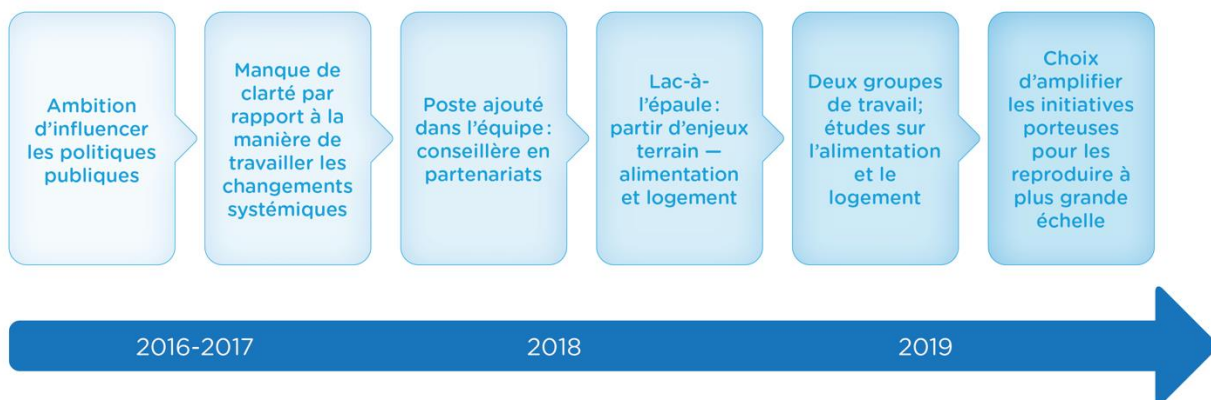 Ambition
d’influencer
les politiques
publiques
Manque de
clarté par
rapport à la
manière de
travailler les
changements
systémiques
Poste ajouté
dans l’équipe :
conseillère en
partenariats
Lac-à-
l’épaule :
partir d’enjeux
terrain —
alimentation
et logement
Deux groupes
de travail;
études sur
l’alimentation
et le
logement
Choix
d’amplifier
les initiatives
porteuses
pour les
reproduire à
plus grande
échelle
2016-2017
2018
2019